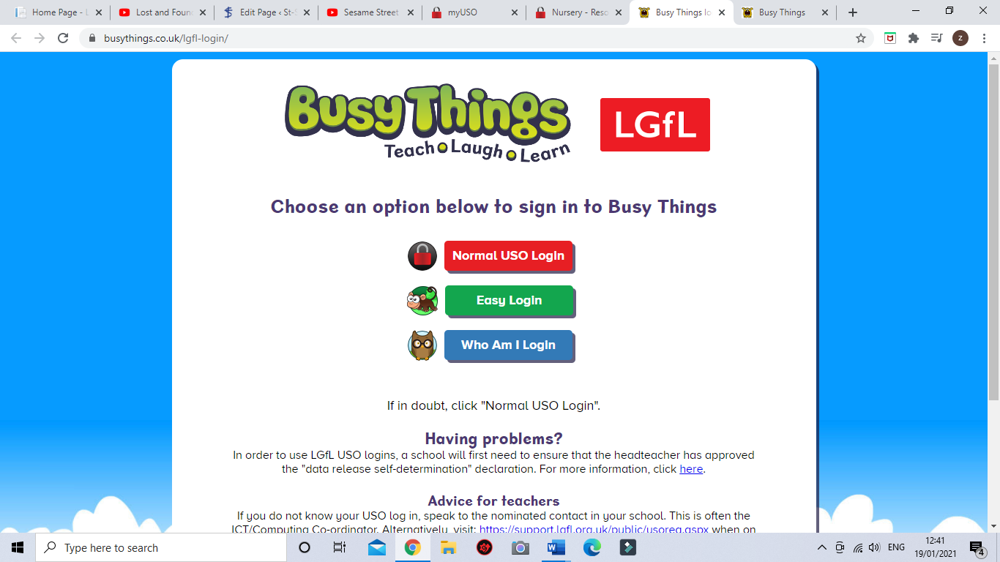 Home Page - L
Lost and Foun
Edit Page ‹ St-S
Sesame Street
myUSO
Nursery - Reso
Busy Things lo
Busy Things
busythings.co.uk/lgfl-login/
z
Busy Things
Teach Laugh Learn
LGfL
Choose an option below to sign in to Busy Things
Normal USO Login
Easy Login
Who Am I Login
If in doubt, click "Normal USO Login".
Having problems?
In order to use LGfL USO logins, a school will first need to ensure that the headteacher has approved
the "data release self-determination" declaration. For more information, click here.
Advice for teachers
If you do not know your USO log in, speak to the nominated contact in your school. This is often the
ICT/Computing Co-ordinator. Alternatively, visit: https://support.lgfl.org.uk/public/usoreg.aspx when on
Type here to search
ENG
12:41
19/01/2021
4